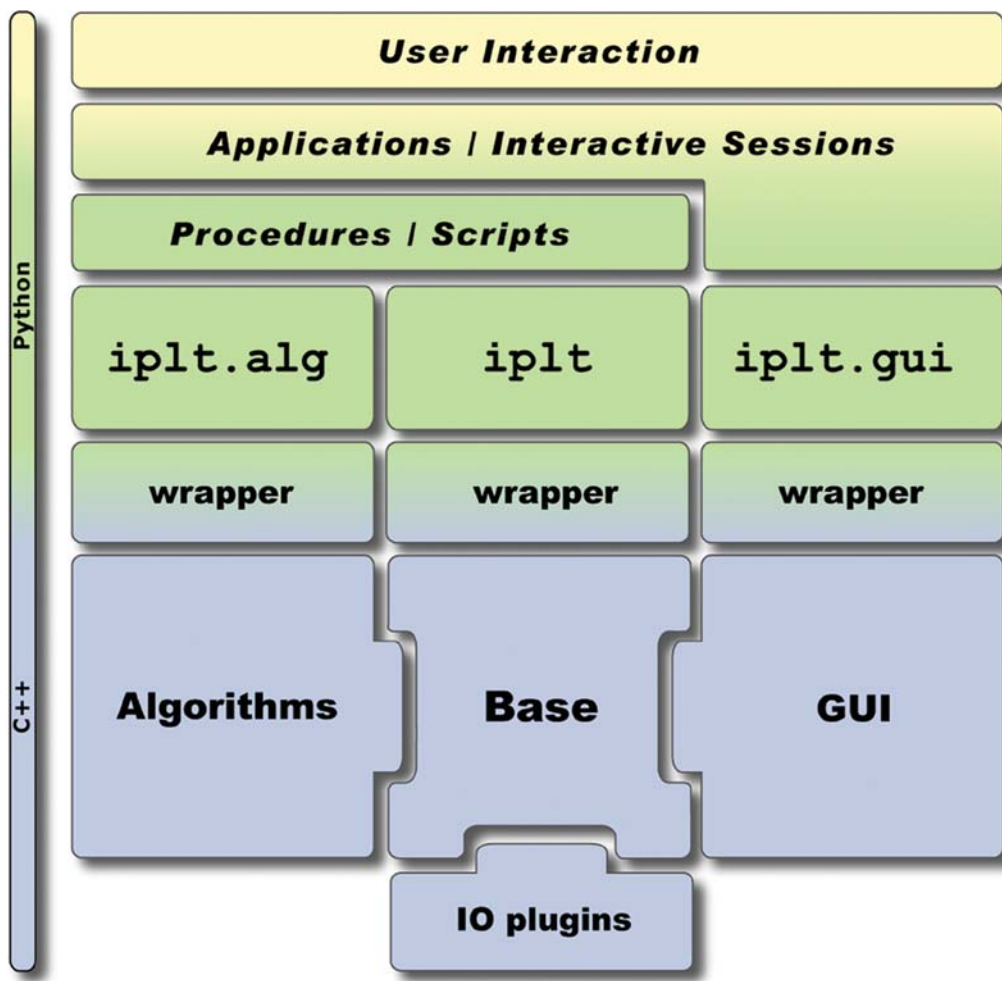 User Interaction
Applications / Interactive Sessions
Procedures / Scripts
Python
iplt.alg
iplt
iplt.gui
wrapper
wrapper
wrapper
C++
Algorithms
Base
GUI
IO plugins